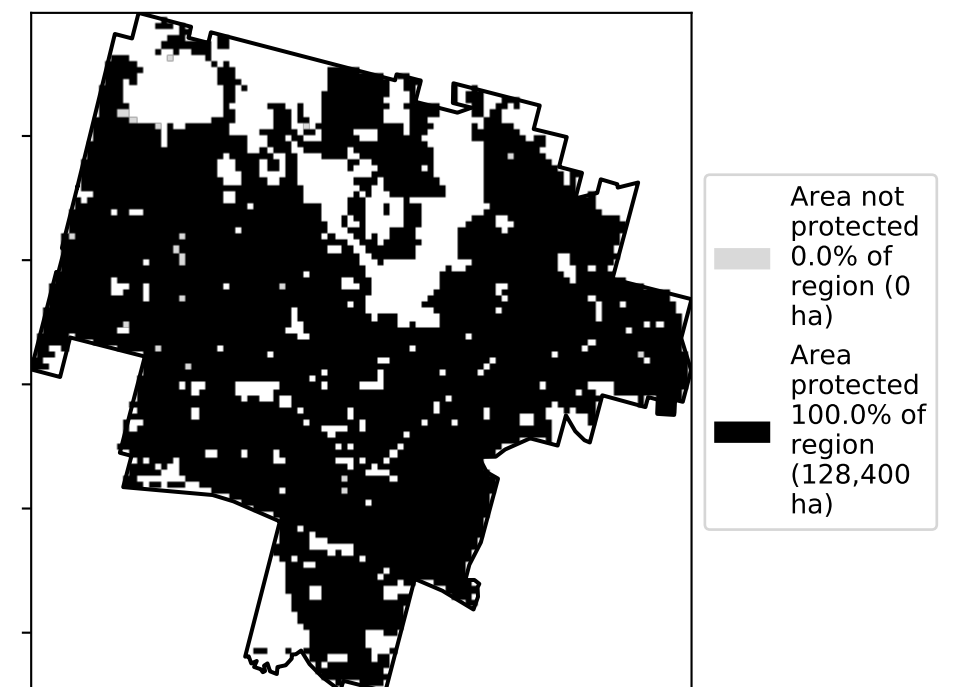 Area not
protected
0.0% of
region (0
ha)
Area
protected
100.0% of
region
(128,400
ha)